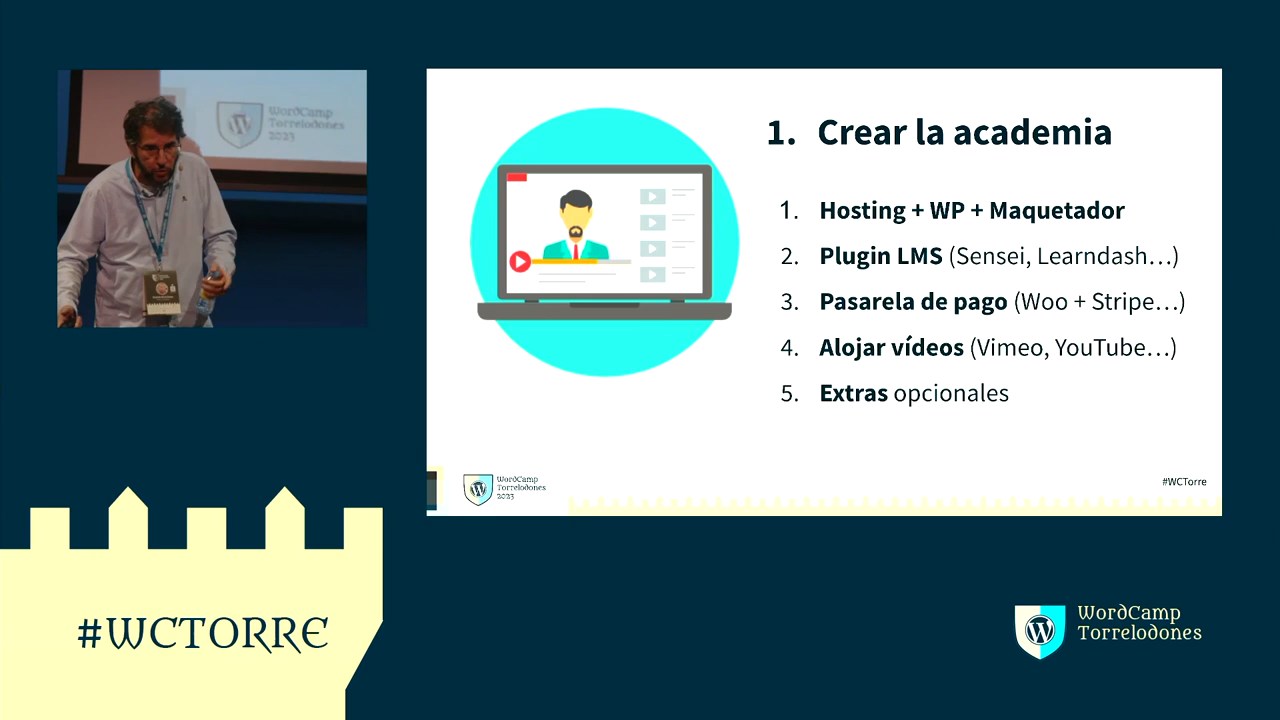 WordCamp
Torrelodones
2023
1. Crear la academia
1. Hosting + WP + Maquetador
2. Plugin LMS (Sensei, Learndash…)
3. Pasarela de pago (Woo + Stripe…)
4. Alojar vídeos (Vimeo, YouTube…)
5. Extras opcionales
WordCamp
Torrelodones
2023
#WCTorre
#WCTORRE
WordCamp
Torrelodones